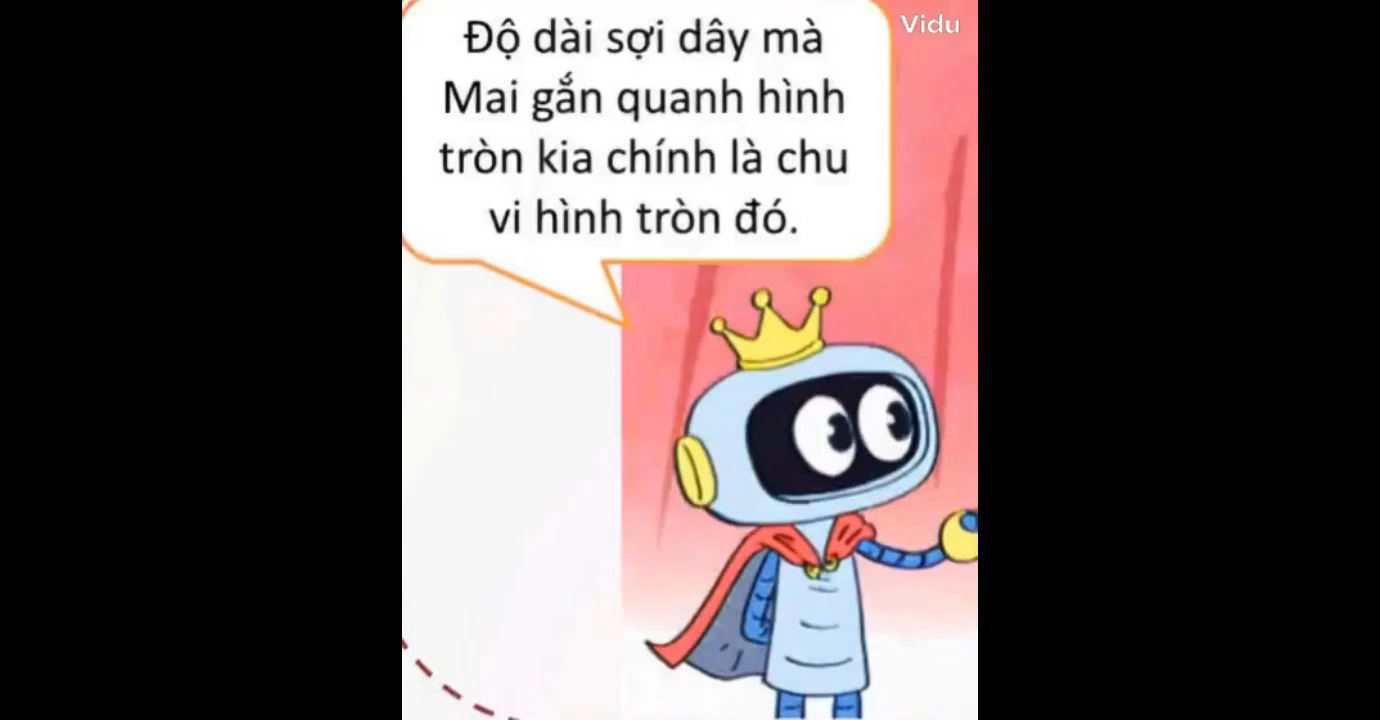 Vidu
Độ dài sợi dây mà
Mai gắn quanh hình
tròn kia chính là chu
vi hình tròn đó.